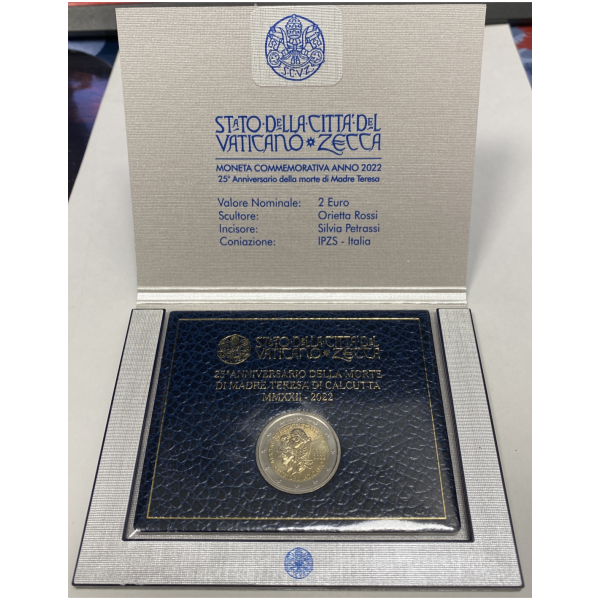 S.C.V.Z.
STATO·DELLA CITTÀ·DEL
VATICANO ZECCA
MONETA COMMEMORATIVA ANNO 2022
25° Anniversario della morte di Madre Teresa
Valore Nominale: 2 Euro
Scultore: Orietta Rossi
Incisore: Silvia Petrassi
Coniazione: IPZS - Italia
STATO·DELLA CITTÀ·DEL
VATICANO ZECCA
25° ANNIVERSARIO DELLA MORTE
DI MADRE TERESA DI CALCUTTA
MMXXII - 2022